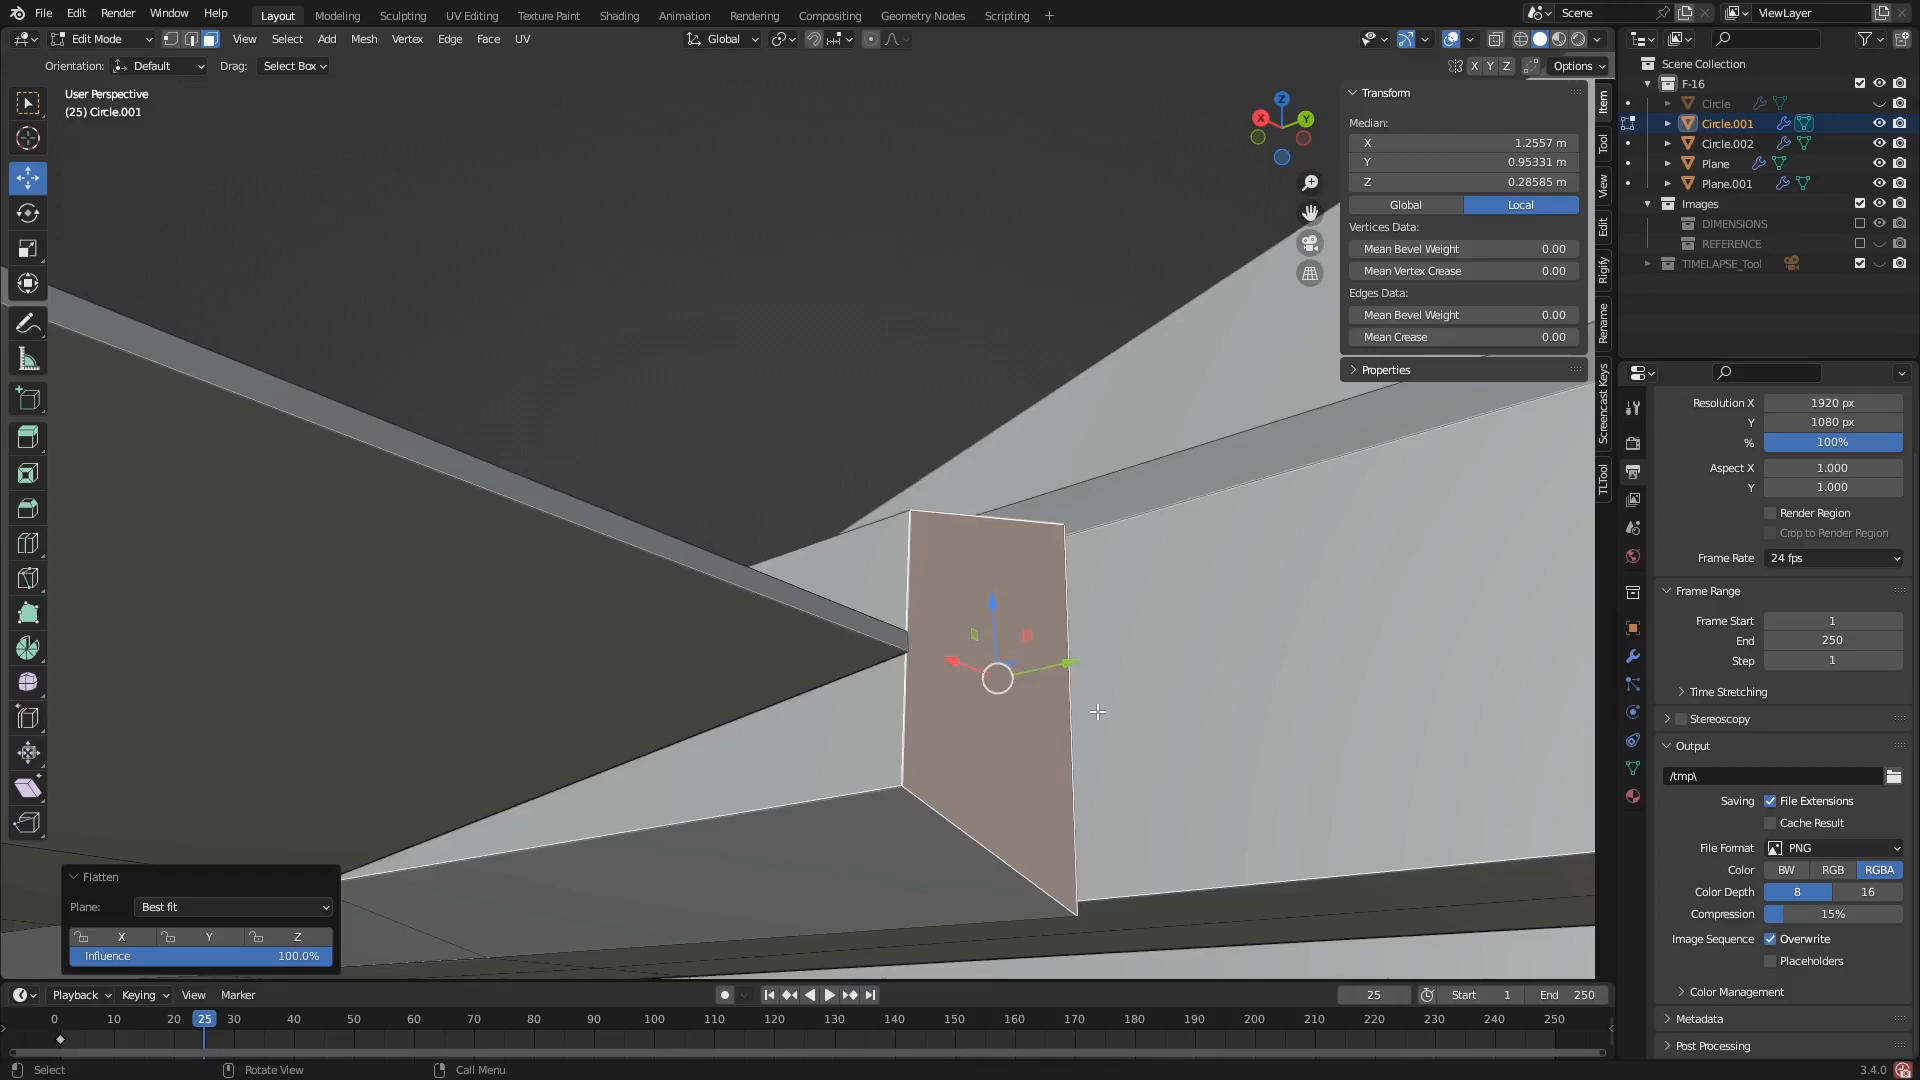 File Edit Render Window Help Layout Modeling Sculpting UV Editing Texture Paint Shading Animation Rendering Compositing Geometry Nodes Scripting + Scene ViewLayer
Edit Mode View Select Add Mesh Vertex Edge Face UV Global
Orientation: Default Drag: Select Box X Y Z Options
User Perspective
(25) Circle.001
Z
X Y
Transform
Median:
X 1.2557 m
Y 0.95331 m
Z 0.28585 m
Global Local
Vertices Data:
Mean Bevel Weight 0.00
Mean Vertex Crease 0.00
Edges Data:
Mean Bevel Weight 0.00
Mean Crease 0.00
Properties
Item
Tool
View
Edit
Rigify
Rename
Screencast Keys
TLTool
Scene Collection
F-16
Circle
Circle.001
Circle.002
Plane
Plane.001
Images
DIMENSIONS
REFERENCE
TIMELAPSE_Tool
Resolution X 1920 px
Y 1080 px
% 100%
Aspect X 1.000
Y 1.000
Render Region
Crop to Render Region
Frame Rate 24 fps
Frame Range
Frame Start 1
End 250
Step 1
Time Stretching
Stereoscopy
Output
/tmp\
Saving File Extensions
Cache Result
File Format PNG
Color BW RGB RGBA
Color Depth 8 16
Compression 15%
Image Sequence Overwrite
Placeholders
Color Management
Metadata
Post Processing
Flatten
Plane: Best fit
X Y Z
Influence 100.0%
Playback Keying View Marker 25 Start 1 End 250
0 10 20 25 30 40 50 60 70 80 90 100 110 120 130 140 150 160 170 180 190 200 210 220 230 240 250
Select Rotate View Call Menu 3.4.0